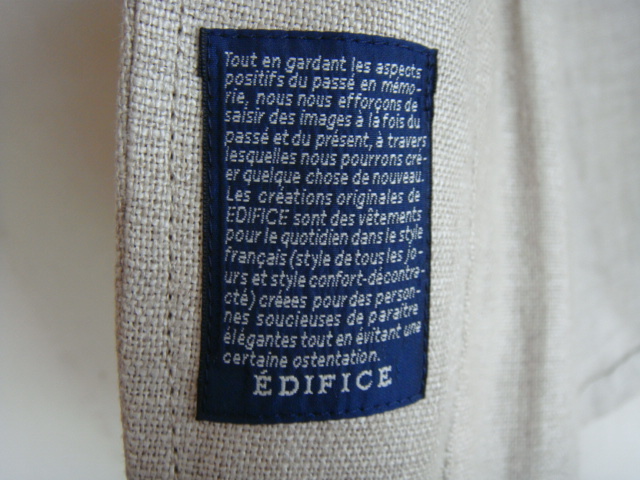 Tout en gardant les aspects
positifs du passé en mémo-
rie, nous nous efforçons de
saisir des images à la fois du
passé et du présent, à travers
lesquelles nous pourrons cré-
er quelque chose de nouveau.
Les créations originales de
EDIFICE sont des vêtements
pour le quotidien dans le style
français (style de tous les jo-
urs et style confort-décontra-
cté) créées pour des person-
nes soucieuses de paraître
élégantes tout en évitant une
certaine ostentation.
ÉDIFICE